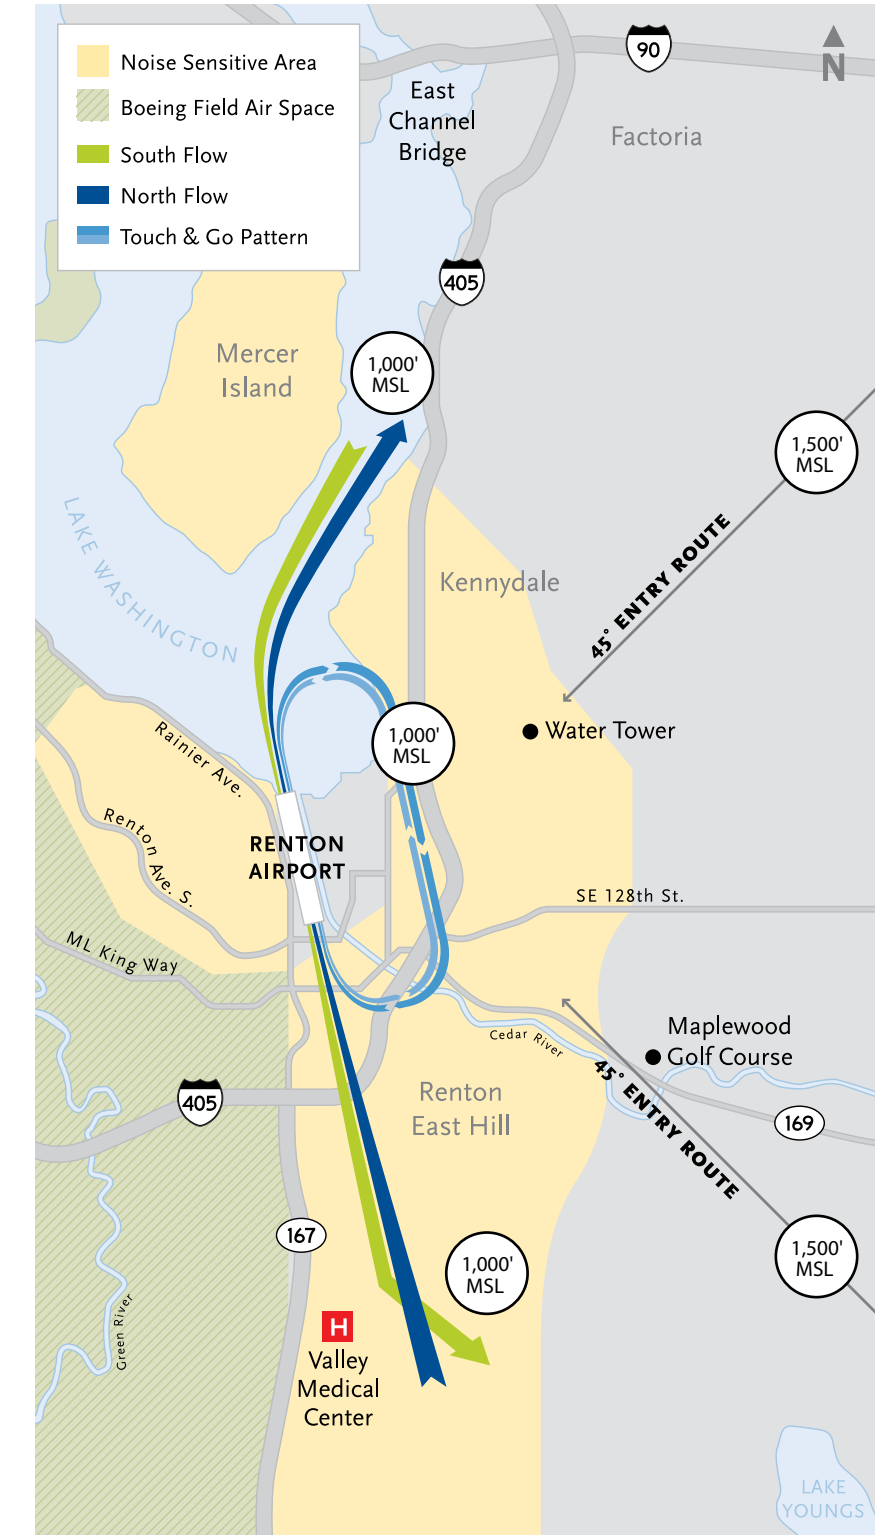 Noise Sensitive Area
Boeing Field Air Space
South Flow
North Flow
Touch & Go Pattern
90
N
East
Channel
Bridge
Factoria
405
Mercer
Island
1,000'
MSL
1,500'
MSL
LAKE WASHINGTON
45° ENTRY ROUTE
Kennydale
Water Tower
1,000'
MSL
Rainier Ave.
Renton Ave. S.
RENTON
AIRPORT
SE 128th St.
ML King Way
Cedar River
Maplewood
Golf Course
45° ENTRY ROUTE
405
Renton
East Hill
169
167
1,000'
MSL
1,500'
MSL
Green River
H
Valley
Medical
Center
LAKE
YOUNGS